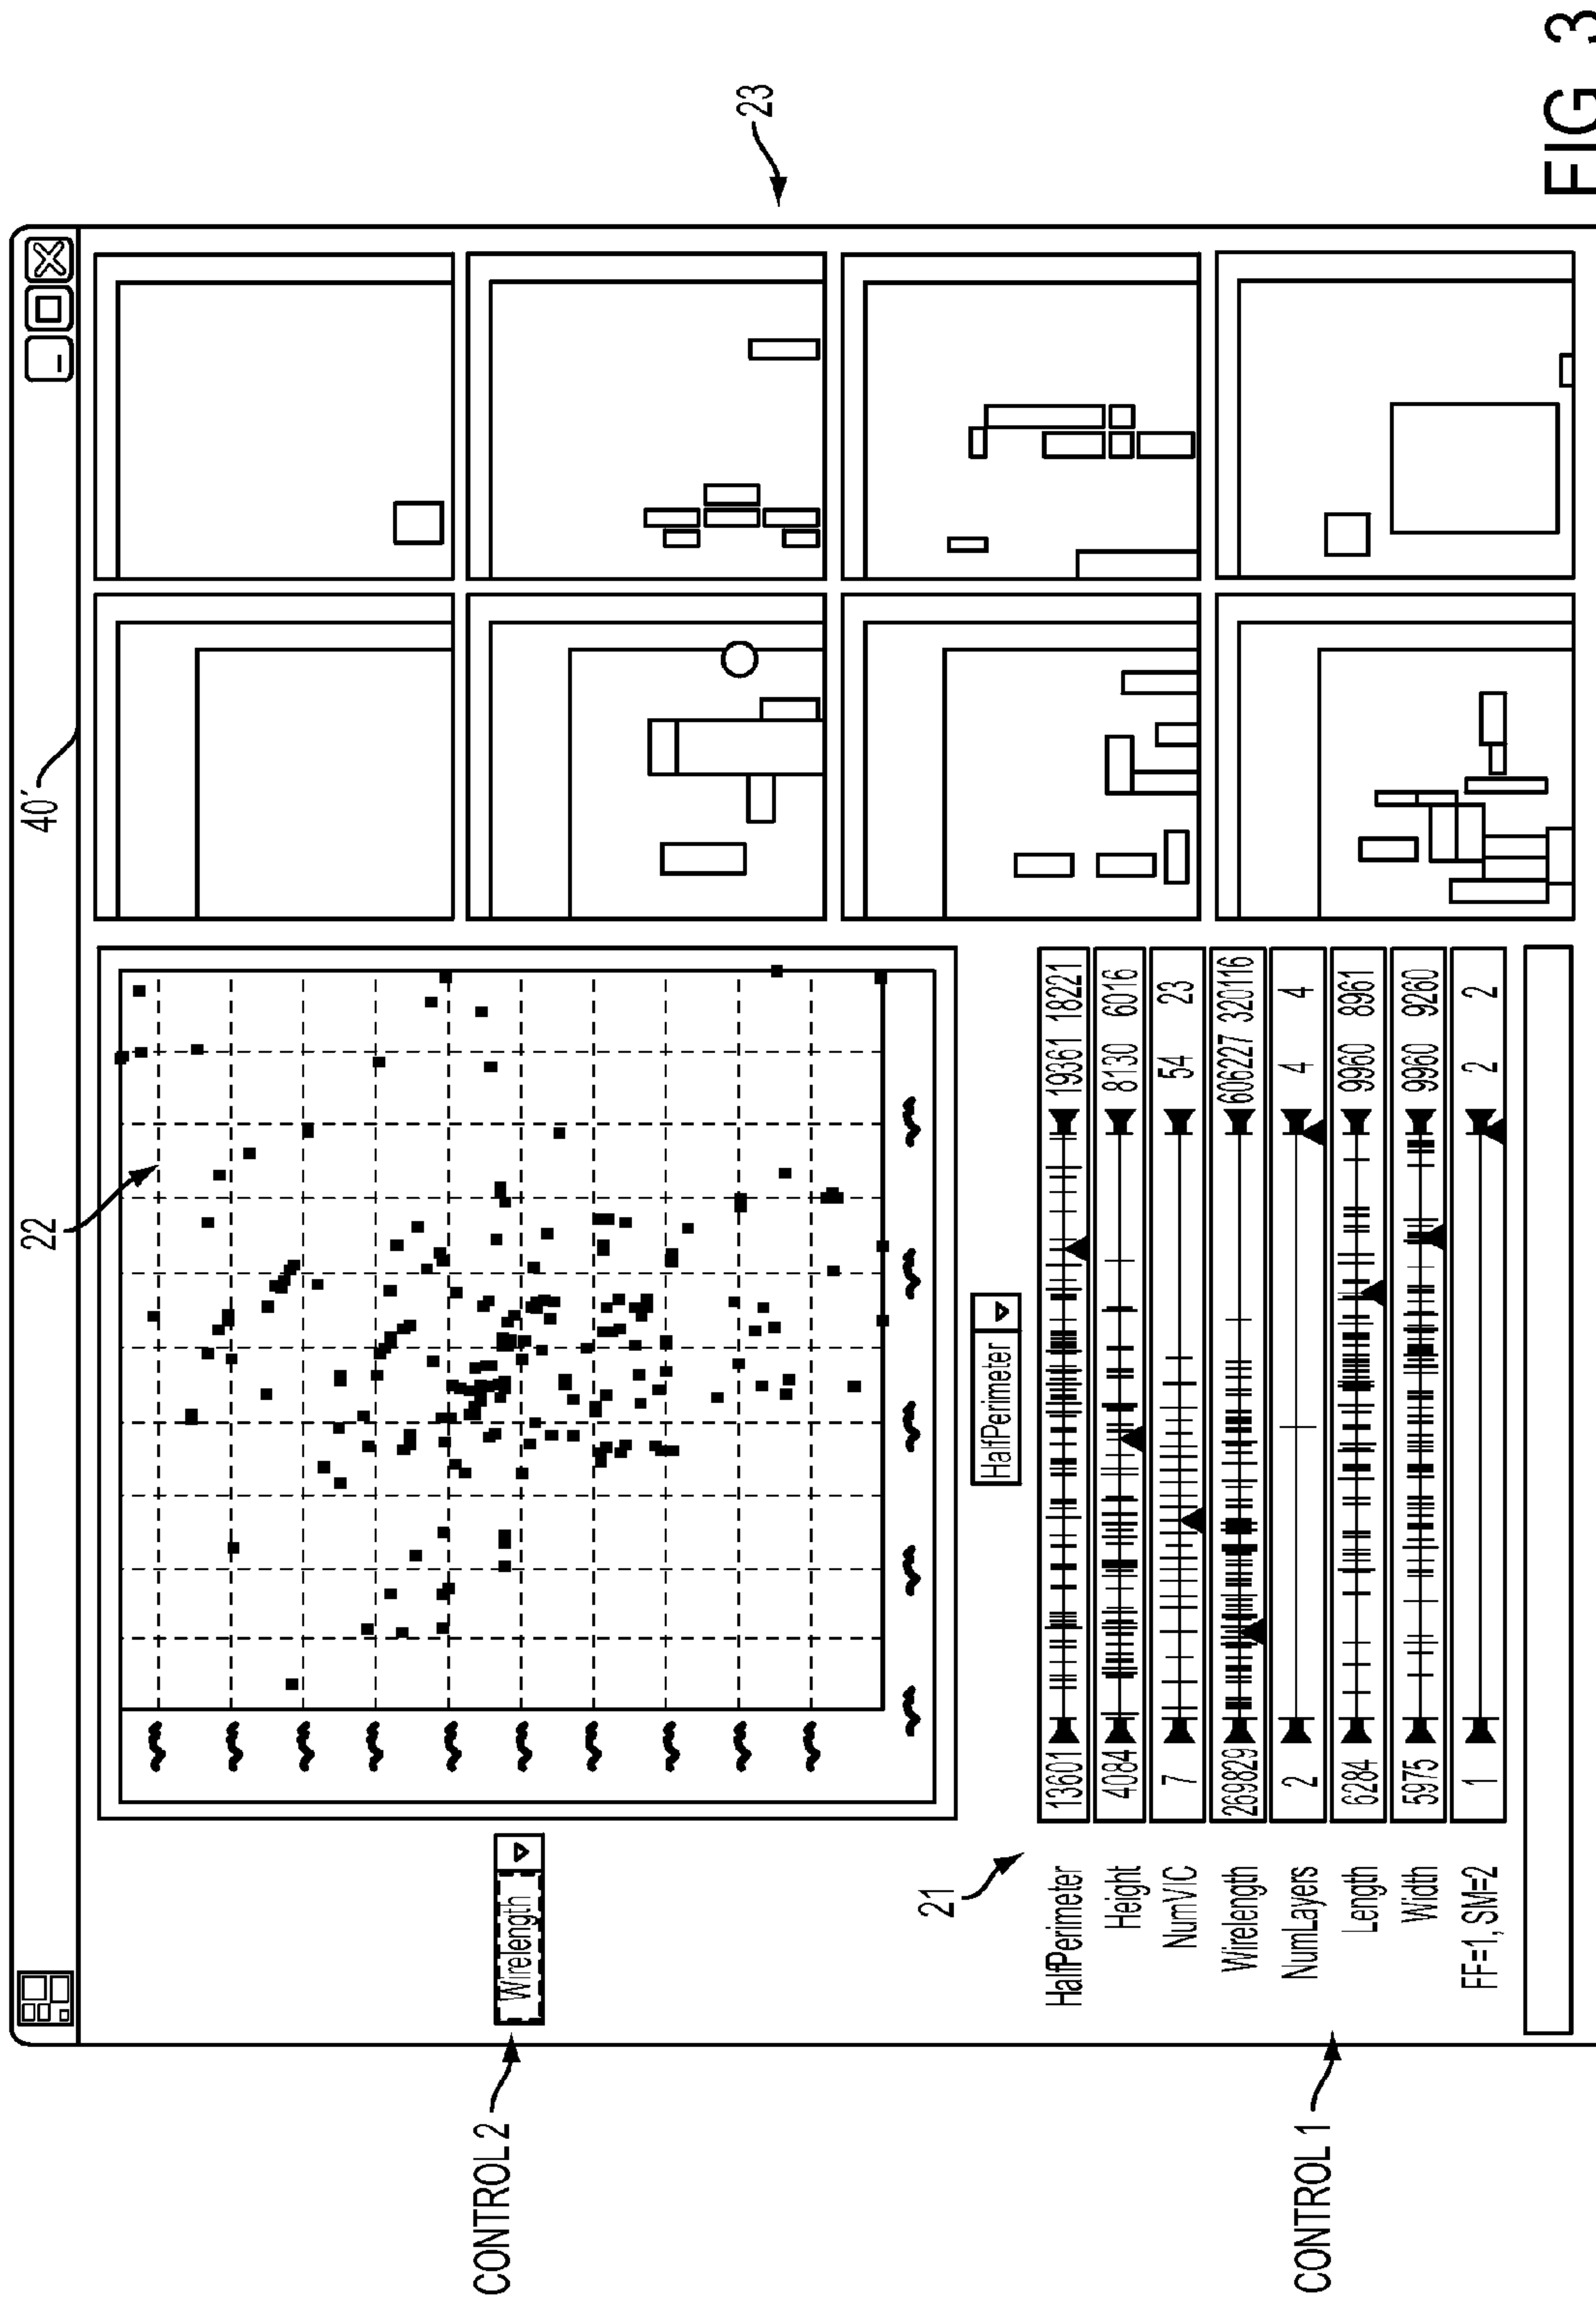 40´
22
23
CONTROL 2
Wirelength
HalfPerimeter
21
CONTROL 1
HalfPerimeter 13601 19361 18221
Height 4084 8130 6016
NumVIC 7 54 23
Wirelength 269829 606227 320116
NumLayers 2 4 4
Length 6284 9960 8961
Width 5975 9960 9260
FF=1, SM=2 1 2 2
FIG 3